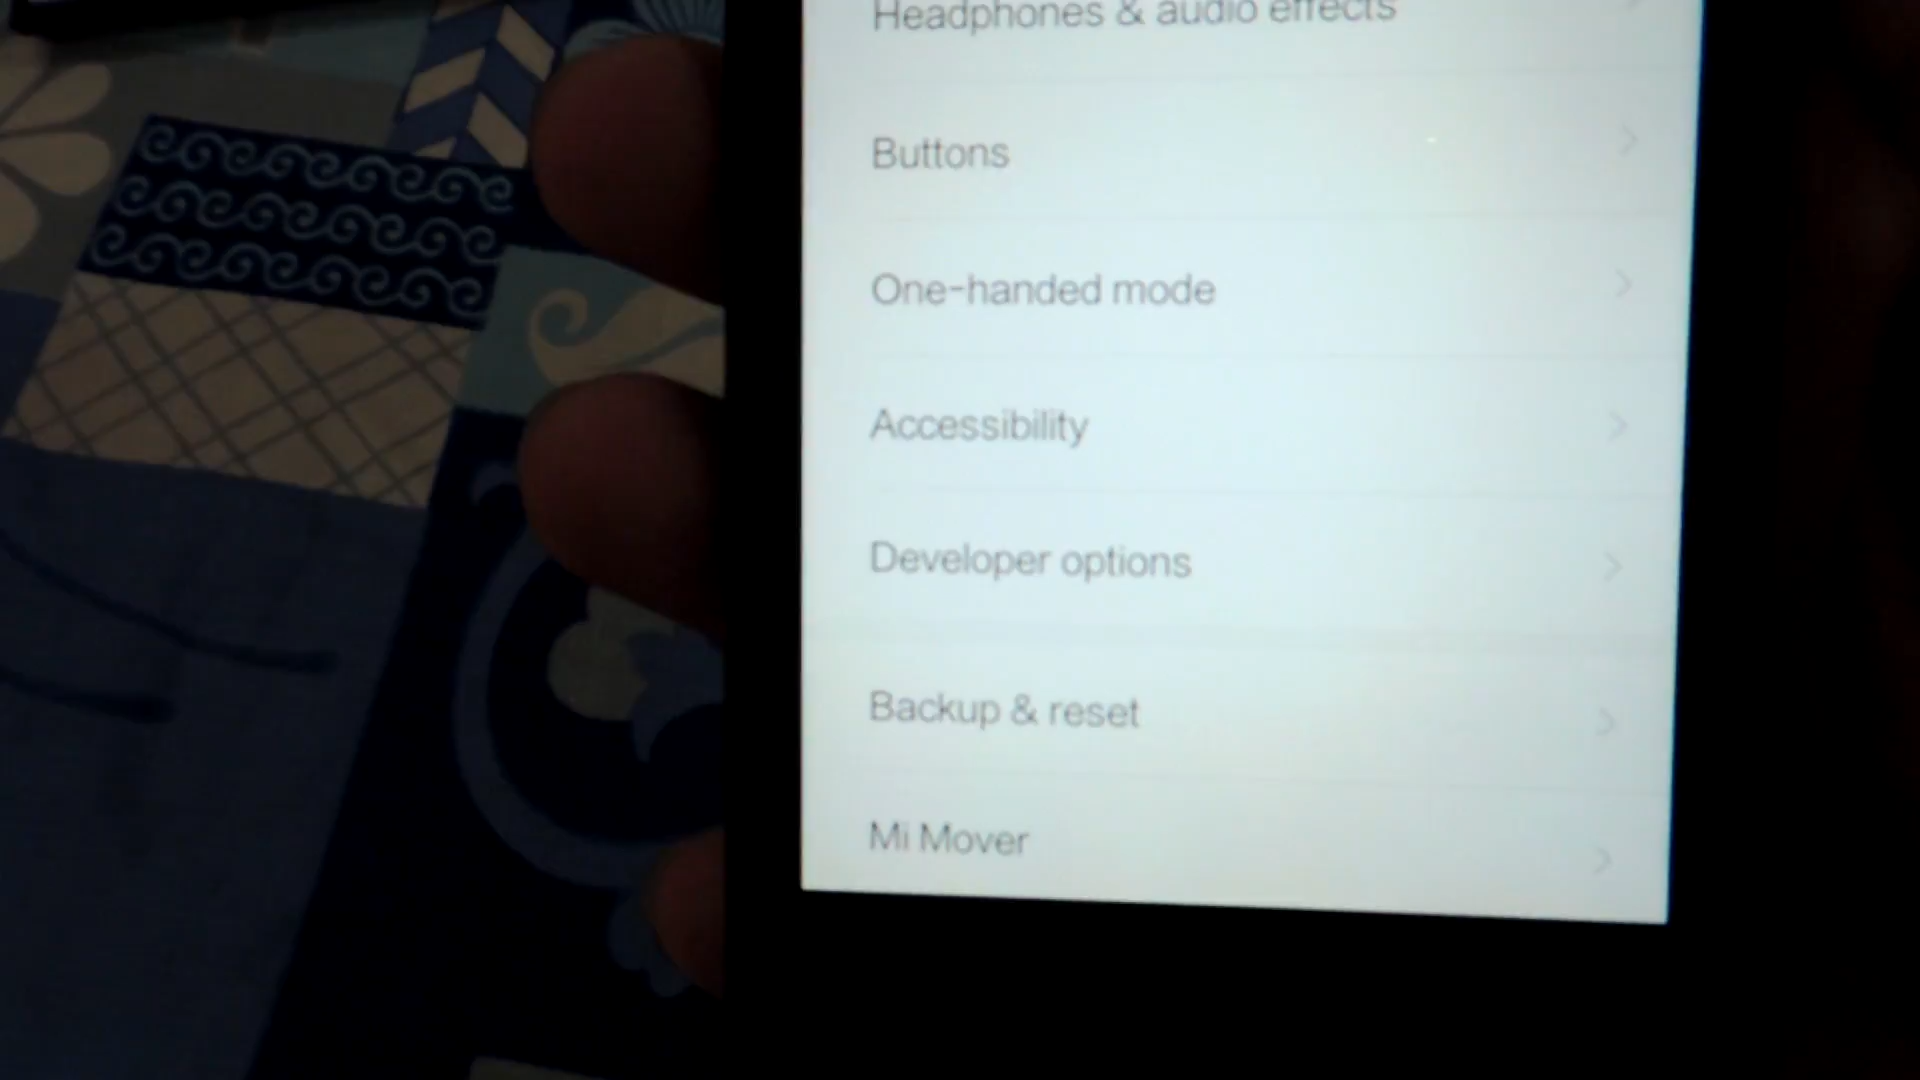 Headphones & audio effects
Buttons
One-handed mode
Accessibility
Developer options
Backup & reset
Mi Mover